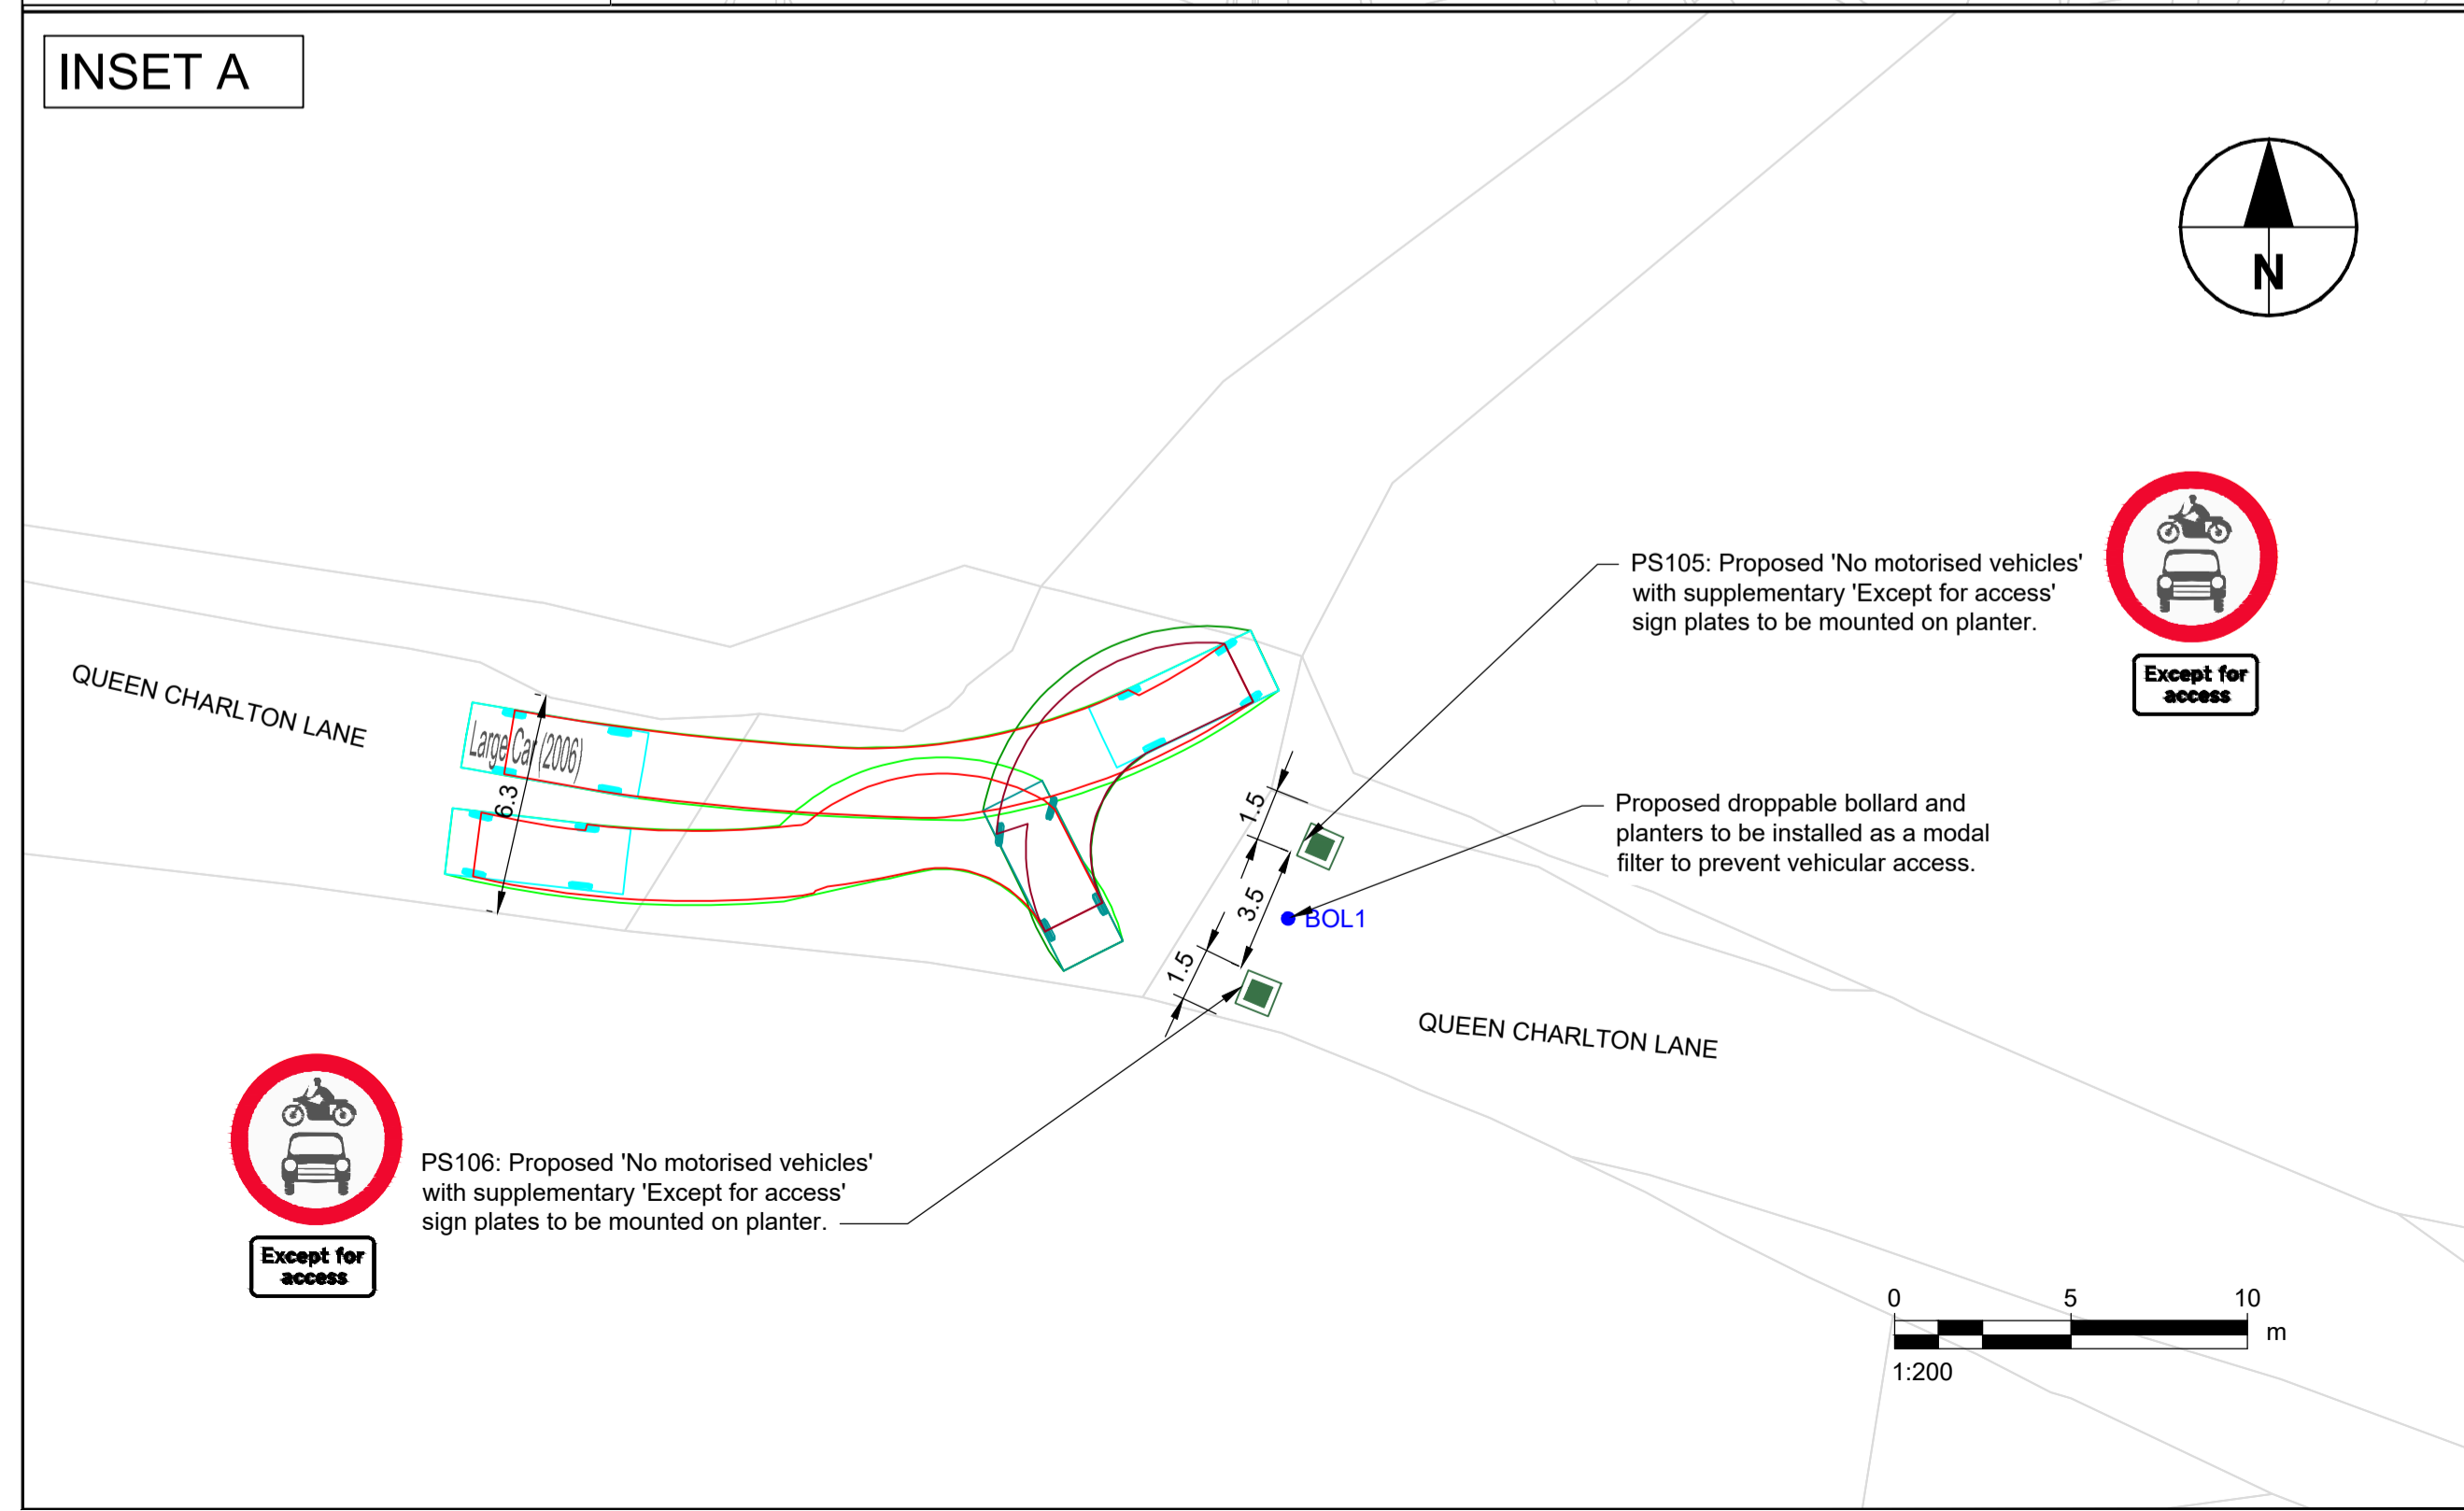 INSET A
N
PS105: Proposed 'No motorised vehicles'
with supplementary 'Except for access'
sign plates to be mounted on planter.
Except for
access
QUEEN CHARLTON LANE
Large Car (2006)
6.3
1.5
3.5
1.5
Proposed droppable bollard and
planters to be installed as a modal
filter to prevent vehicular access.
BOL1
QUEEN CHARLTON LANE
PS106: Proposed 'No motorised vehicles'
with supplementary 'Except for access'
sign plates to be mounted on planter.
Except for
access
0 5 10
m
1:200